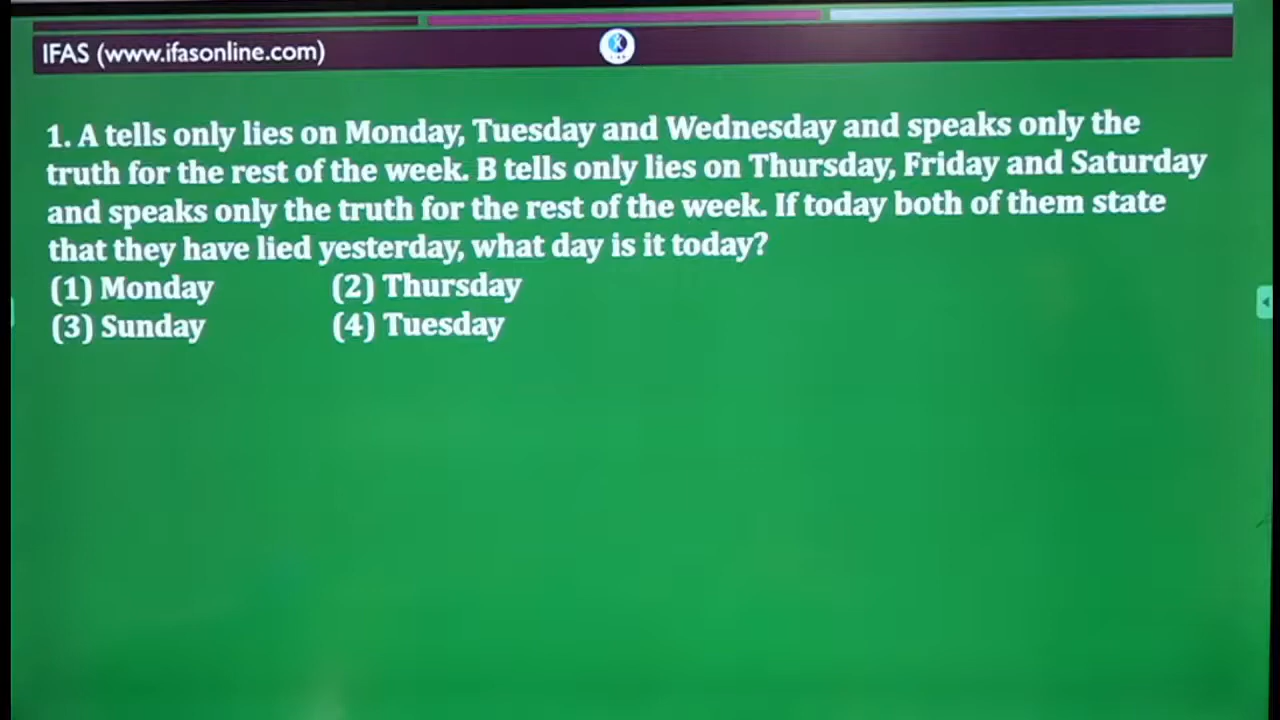 IFAS (www.ifasonline.com)
1. A tells only lies on Monday, Tuesday and Wednesday and speaks only the
truth for the rest of the week. B tells only lies on Thursday, Friday and Saturday
and speaks only the truth for the rest of the week. If today both of them state
that they have lied yesterday, what day is it today?
(1) Monday (2) Thursday
(3) Sunday (4) Tuesday